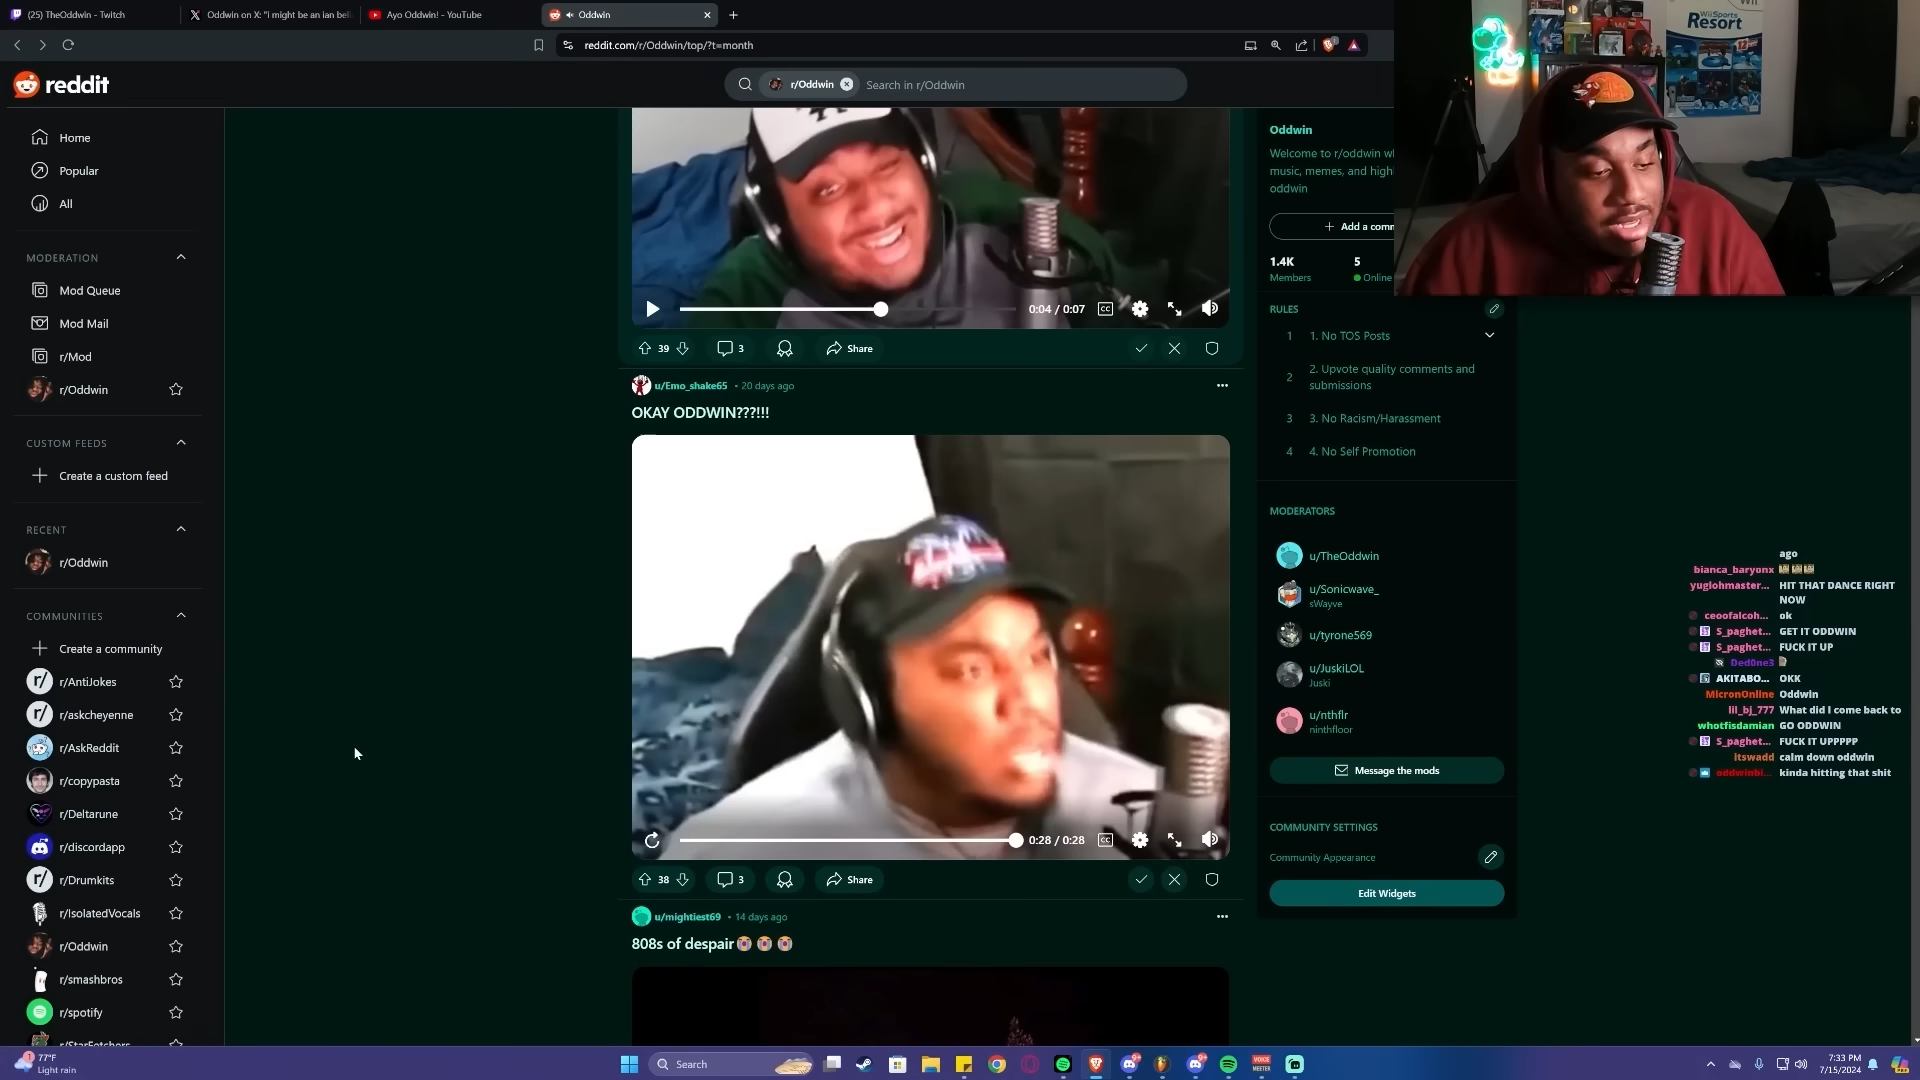 (25) TheOddwin - Twitch
Oddwin on X: "i might be an ian bel
Ayo Oddwin! - YouTube
Oddwin
reddit.com/r/Oddwin/top/?t=month
reddit
r/Oddwin
Search in r/Oddwin
Wii
WiiSports
Resort
Home
Popular
All
MODERATION
Mod Queue
Mod Mail
r/Mod
r/Oddwin
CUSTOM FEEDS
Create a custom feed
RECENT
r/Oddwin
COMMUNITIES
Create a community
r/AntiJokes
r/askcheyenne
r/AskReddit
r/copypasta
r/Deltarune
r/discordapp
r/Drumkits
r/IsolatedVocals
r/Oddwin
r/smashbros
r/spotify
r/StarFetchers
0:04 / 0:07
39
3
Share
u/Emo_shake65 • 20 days ago
OKAY ODDWIN???!!!
0:28 / 0:28
38
3
Share
u/mightiest69 • 14 days ago
808s of despair
Oddwin
Welcome to r/oddwin wl
music, memes, and high
oddwin
Add a comm
1.4K
5
Members
Online
RULES
1 1. No TOS Posts
2 2. Upvote quality comments and
submissions
3 3. No Racism/Harassment
4 4. No Self Promotion
MODERATORS
u/TheOddwin
u/Sonicwave_
sWayve
u/tyrone569
u/JuskiLOL
Juski
u/nthflr
ninthfloor
Message the mods
COMMUNITY SETTINGS
Community Appearance
Edit Widgets
ago
bianca_baryonx
yugiohmaster... HIT THAT DANCE RIGHT
NOW
ceoofalcoh... ok
S_paghet... GET IT ODDWIN
S_paghet... FUCK IT UP
Ded0ne3
AKITABO... OKK
MicronOnline Oddwin
lil_bj_777 What did I come back to
whotfisdamian GO ODDWIN
S_paghet... FUCK IT UPPPPP
itswadd calm down oddwin
oddwinbi... kinda hitting that shit
77°F
Light rain
Search
7:33 PM
7/15/2024